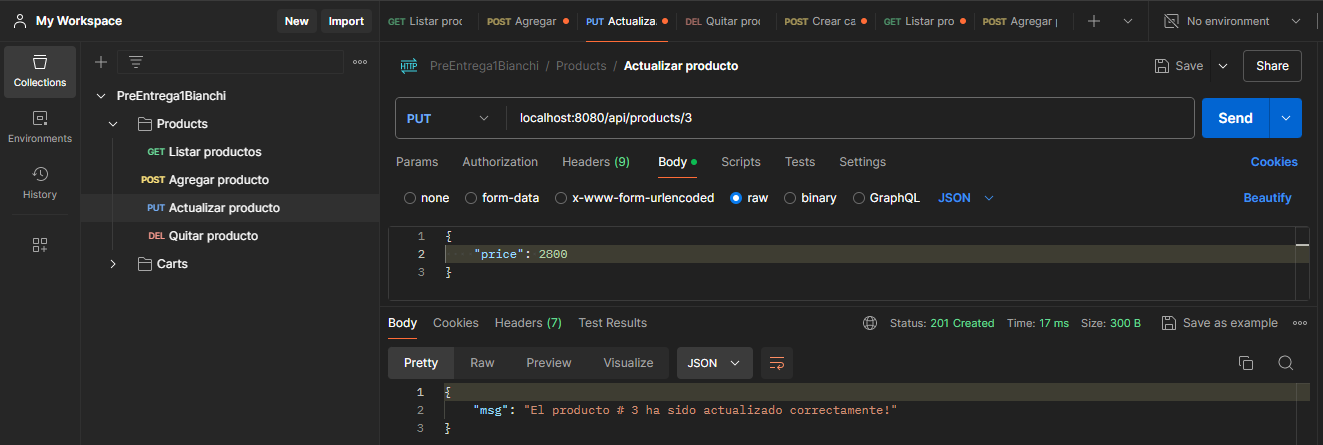 My Workspace
New
Import
GET Listar proc
POST Agregar
PUT Actualiza.
DEL Quitar pro
POST Crear ca
GET Listar pro
POST Agregar
No environment
Collections
Environments
History
PreEntrega1Bianchi
Products
GET Listar productos
POST Agregar producto
PUT Actualizar producto
DEL Quitar producto
Carts
HTTP PreEntrega1Bianchi / Products / Actualizar producto
Save
Share
PUT
localhost:8080/api/products/3
Send
Params
Authorization
Headers (9)
Body
Scripts
Tests
Settings
Cookies
none
form-data
x-www-form-urlencoded
raw
binary
GraphQL
JSON
Beautify
1 {
2 "price": 2800
3 }
Body
Cookies
Headers (7)
Test Results
Status: 201 Created
Time: 17 ms
Size: 300 B
Save as example
Pretty
Raw
Preview
Visualize
JSON
1 {
2 "msg": "El producto # 3 ha sido actualizado correctamente!"
3 }